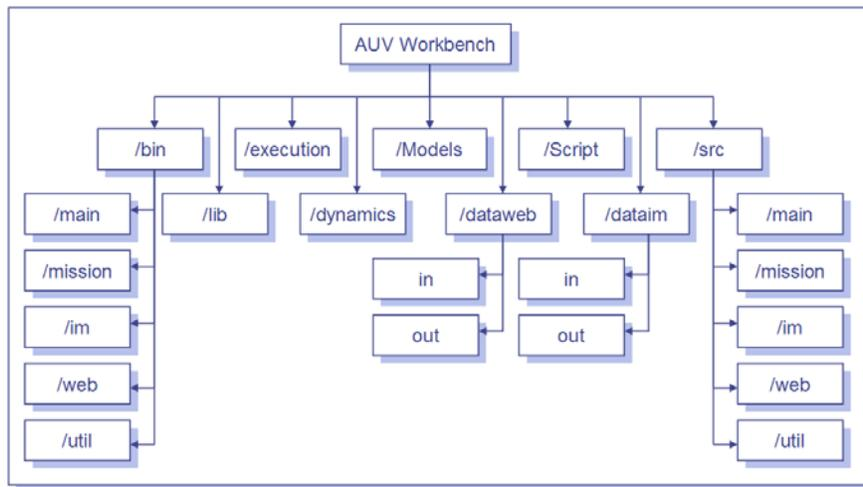 AUV Workbench
/bin
/execution
/Models
/Script
/src
/main
/lib
/dynamics
/dataweb
/dataim
/main
/mission
in
in
/mission
/im
out
out
/im
/web
/web
/util
/util